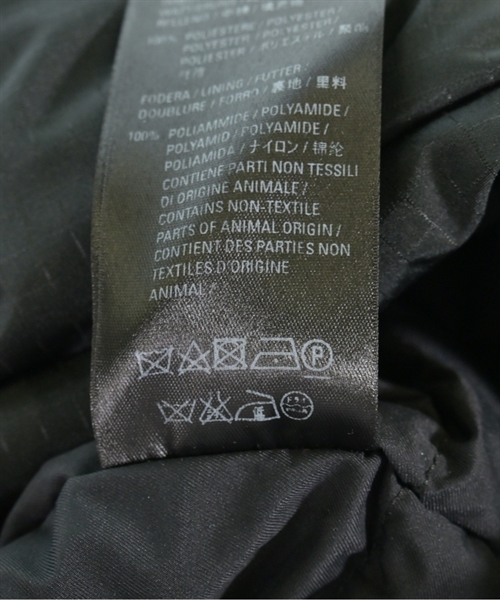 100% POLIESTERE / POLYESTER /
POLYESTER / POLIESTER /
POLIÉSTER / ポリエステル / 聚酯
FODERA / LINING / FUTTER
DOUBLURE / FORRO / 裏地 / 里料
100% POLIAMMIDE / POLYAMIDE /
POLYAMID / POLYAMIDE /
POLIAMIDA / ナイロン / 锦纶
CONTIENE PARTI NON TESSILI
DI ORIGINE ANIMALE /
CONTAINS NON-TEXTILE
PARTS OF ANIMAL ORIGIN /
CONTIENT DES PARTIES NON
TEXTILES D'ORIGINE
ANIMAL /
P